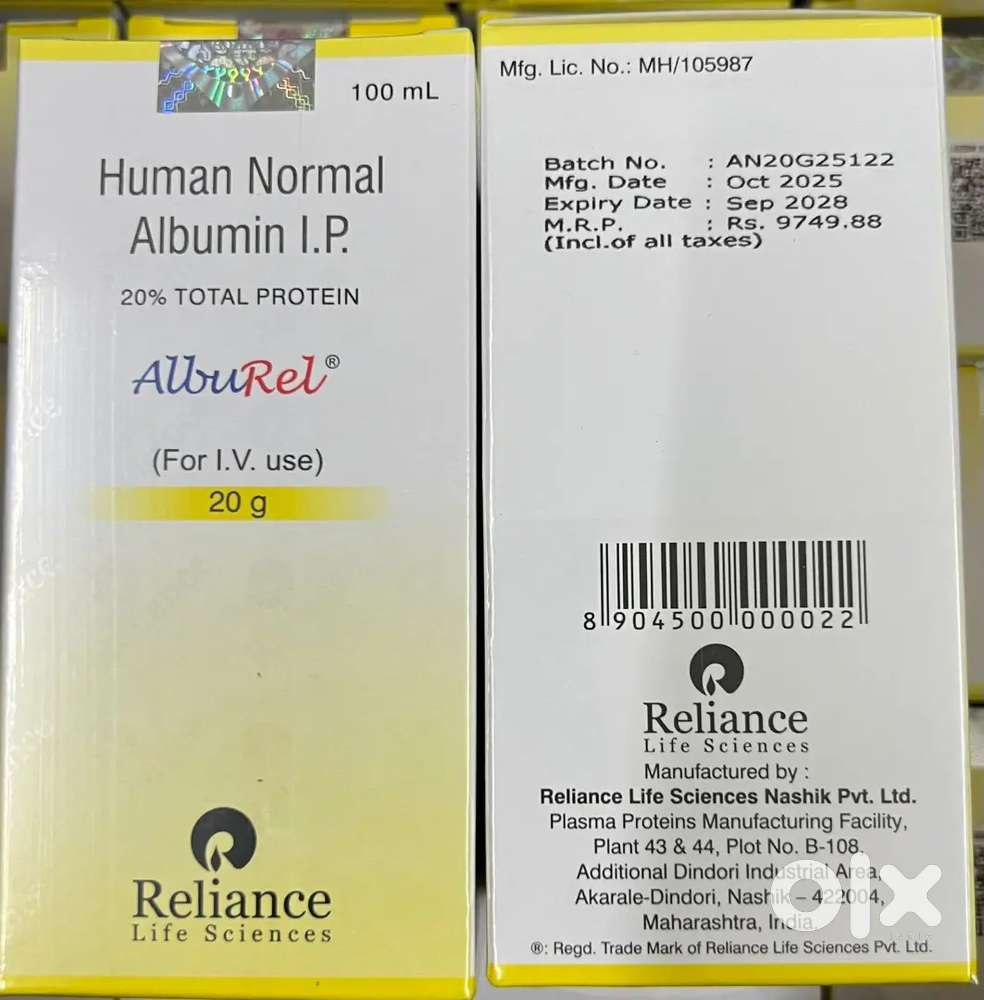 100 mL
Human Normal
Albumin I.P.
20% TOTAL PROTEIN
AlbuRel®
(For I.V. use)
20 g
Reliance
Life Sciences
Mfg. Lic. No.: MH/105987
Batch No. : AN20G25122
Mfg. Date : Oct 2025
Expiry Date : Sep 2028
M.R.P. : Rs. 9749.88
(Incl.of all taxes)
8 904500 000022
Reliance
Life Sciences
Manufactured by :
Reliance Life Sciences Nashik Pvt. Ltd.
Plasma Proteins Manufacturing Facility,
Plant 43 & 44, Plot No. B-108,
Additional Dindori Industrial Area,
Akarale-Dindori, Nashik – 422004,
Maharashtra, India.
®: Regd. Trade Mark of Reliance Life Sciences Pvt. Ltd.
olx